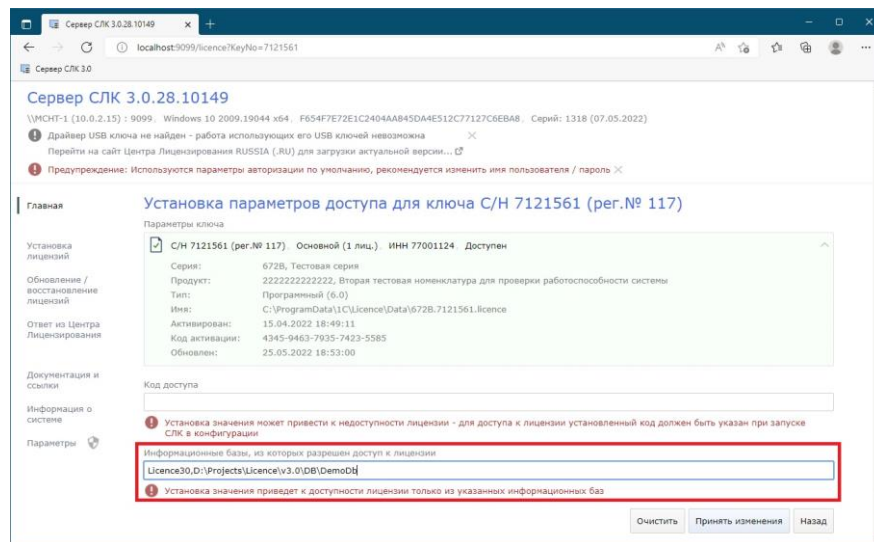 Сервер СЛК 3.0.28.10149
localhost:9099/licence?KeyNo=7121561
Сервер СЛК 3.0
Сервер СЛК 3.0.28.10149
\\MCHT-1 (10.0.2.15) : 9099, Windows 10 2009.19044 x64, F654F7E72E1C2404AA845DA4E512C77127C6EBA8, Серий: 1318 (07.05.2022)
Драйвер USB ключа не найден - работа использующих его USB ключей невозможна
Перейти на сайт Центра Лицензирования RUSSIA (.RU) для загрузки актуальной версии...
Предупреждение: Используются параметры авторизации по умолчанию, рекомендуется изменить имя пользователя / пароль
Главная
Установка лицензий
Обновление / восстановление лицензий
Ответ из Центра Лицензирования
Документация и ссылки
Информация о системе
Параметры
Установка параметров доступа для ключа С/Н 7121561 (рег.№ 117)
Параметры ключа
С/Н 7121561 (рег.№ 117), Основной (1 лиц.), ИНН 77001124, Доступен
Серия: 672B, Тестовая серия
Продукт: 2222222222222, Вторая тестовая номенклатура для проверки работоспособности системы
Тип: Программный (6.0)
Имя: C:\ProgramData\1C\Licence\Data\672B.7121561.licence
Активирован: 15.04.2022 18:49:11
Код активации: 4345-9463-7935-7423-5585
Обновлен: 25.05.2022 18:53:00
Код доступа
Установка значения может привести к недоступности лицензии - для доступа к лицензии установленный код должен быть указан при запуске
СЛК в конфигурации
Информационные базы, из которых разрешен доступ к лицензии
Licence30,D:\Projects\Licence\v3.0\DB\DemoDb
Установка значения приведет к доступности лицензии только из указанных информационных баз
Очистить Принять изменения Назад